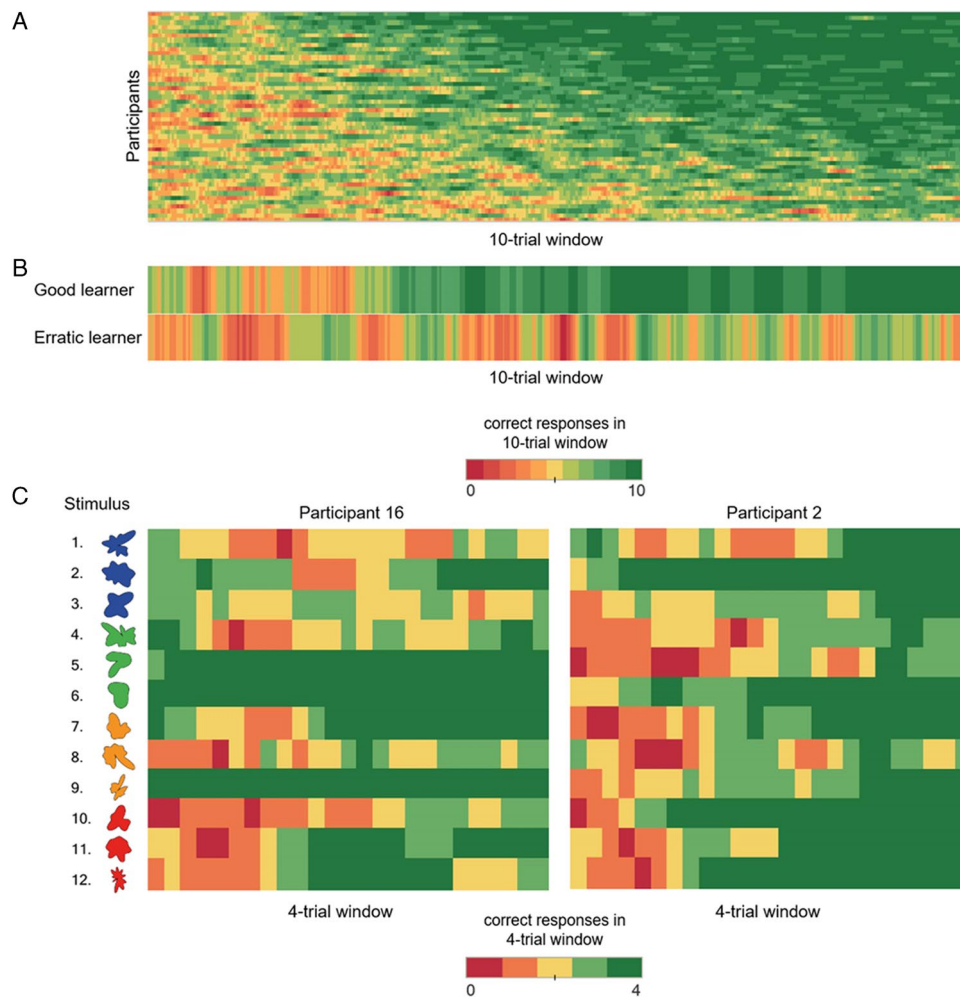 A
Participants
10-trial window
B
Good learner
Erratic learner
10-trial window
correct responses in
10-trial window
0 10
C
Stimulus
Participant 16
Participant 2
1.
2.
3.
4.
5.
6.
7.
8.
9.
10.
11.
12.
4-trial window
4-trial window
correct responses in
4-trial window
0 4